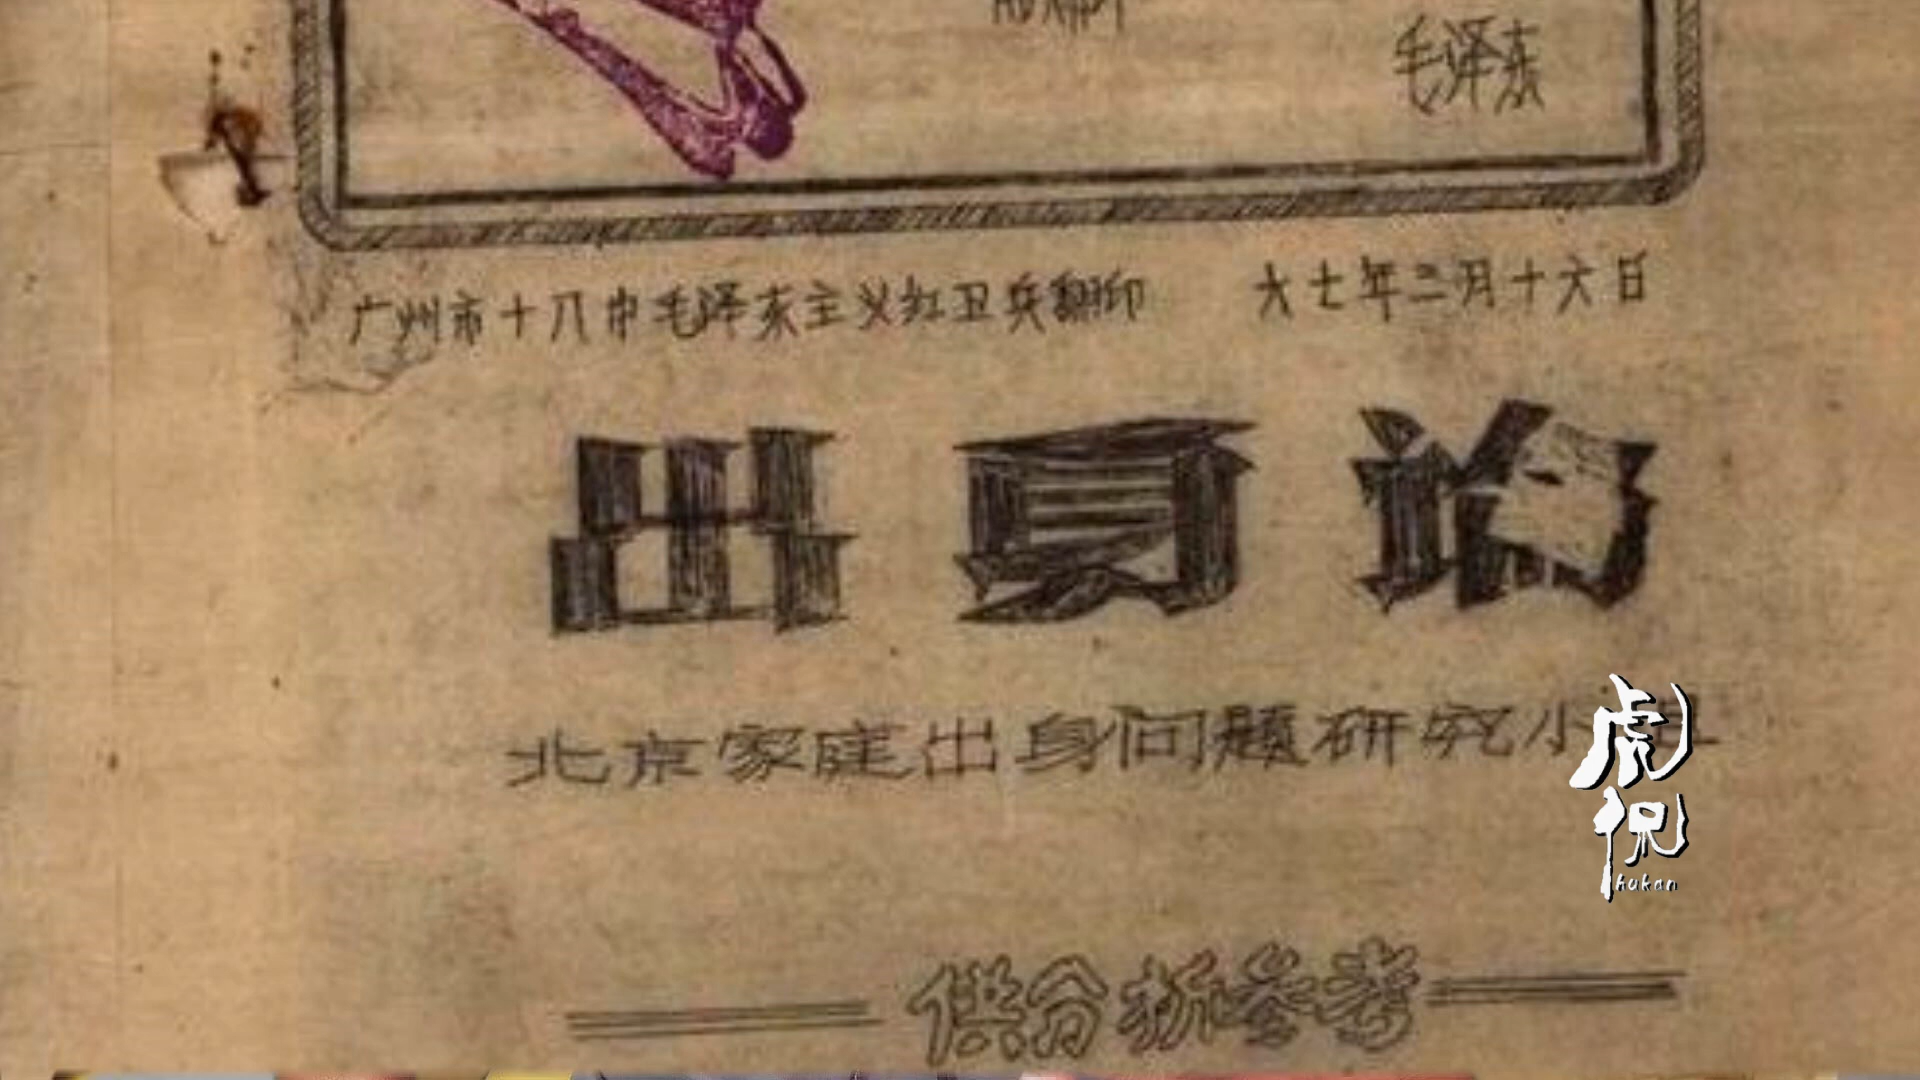 毛泽东
广州市十八中毛泽东主义红卫兵翻印 六七年三月十六日
出身论
北京家庭出身问题研究小组
虎侃
hukan
供分析参考